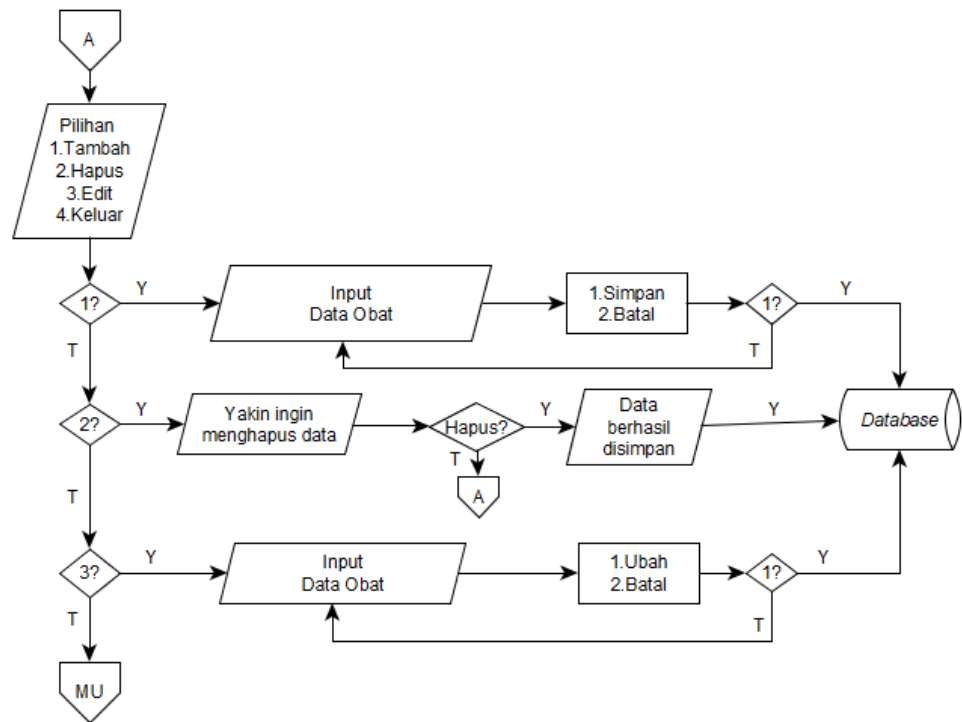 A
Pilihan
1.Tambah
2.Hapus
3.Edit
4.Keluar
1?
Y
T
Input
Data Obat
1.Simpan
2.Batal
1?
Y
T
2?
Y
T
Yakin ingin
menghapus data
Hapus?
Y
T
A
Data
berhasil
disimpan
Y
Database
3?
Y
T
Input
Data Obat
1.Ubah
2.Batal
1?
Y
T
MU